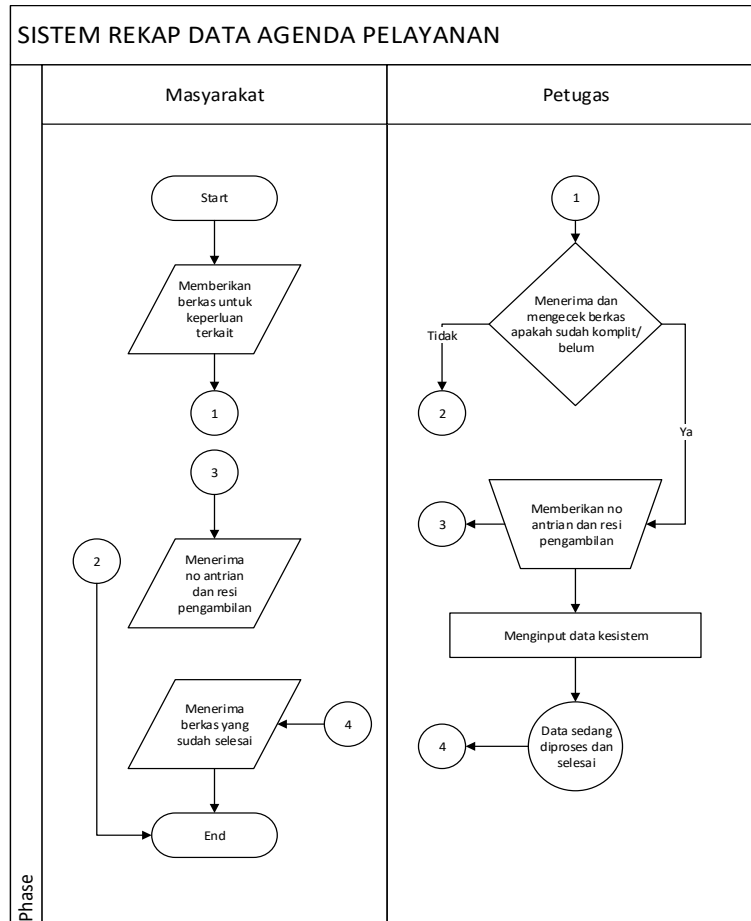 SISTEM REKAP DATA AGENDA PELAYANAN
Masyarakat
Petugas
Phase
Start
Memberikan
berkas untuk
keperluan
terkait
1
3
2
Menerima
no antrian
dan resi
pengambilan
Menerima
berkas yang
sudah selesai
4
End
1
Menerima dan
mengecek berkas
apakah sudah komplit/
belum
Tidak
2
Ya
Memberikan no
antrian dan resi
pengambilan
3
Menginput data kesistem
Data sedang
diproses dan
selesai
4